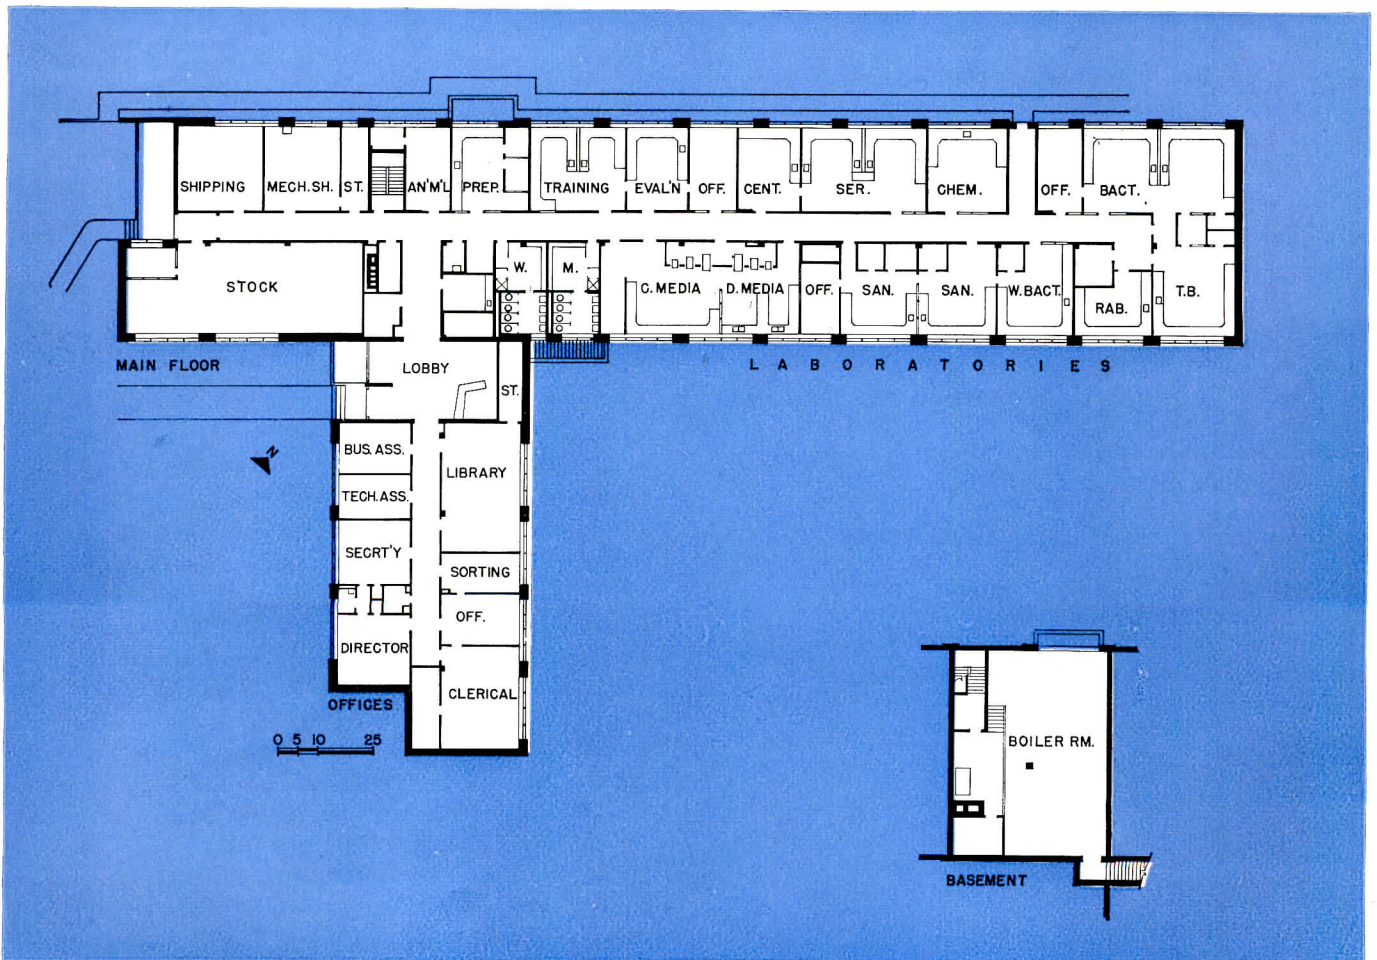 SHIPPING MECH.SH. ST. AN'M'L PREP. TRAINING EVAL'N OFF. CENT. SER. CHEM. OFF. BACT.
STOCK W. M. C. MEDIA D. MEDIA OFF. SAN. SAN. W. BACT. RAB. T.B.
MAIN FLOOR
LABORATORIES
LOBBY
ST.
N
BUS. ASS.
LIBRARY
TECH. ASS.
SECRT'Y
SORTING
OFF.
DIRECTOR
CLERICAL
OFFICES
0 5 10 25
BOILER RM.
BASEMENT